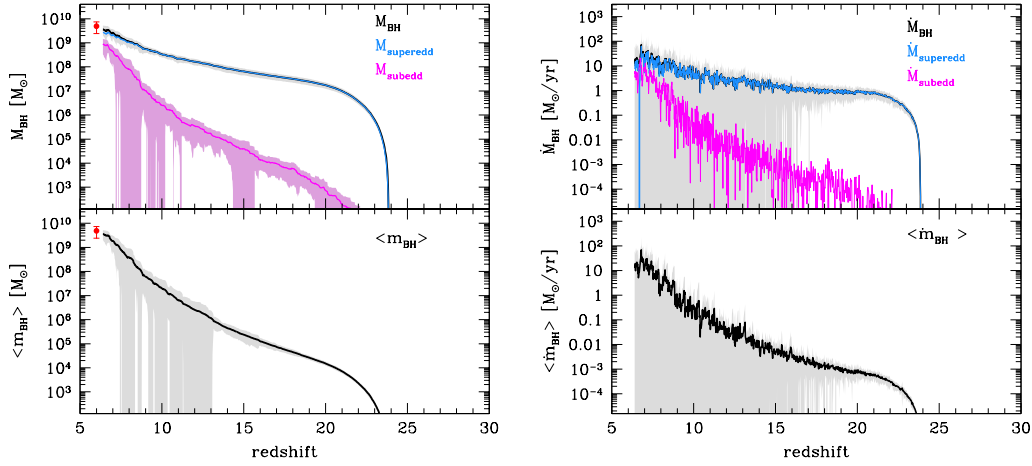 10¹⁰
10⁹
10⁸
10⁷
10⁶
10⁵
10⁴
10³
M_BH [M_⊙]
M_BH
M_superedd
M_subedd
10³
10²
10
1
0.1
0.01
10⁻³
10⁻⁴
Ṁ_BH [M_⊙/yr]
Ṁ_BH
Ṁ_superedd
Ṁ_subedd
10¹⁰
10⁹
10⁸
10⁷
10⁶
10⁵
10⁴
10³
<m_BH> [M_⊙]
<m_BH>
5 10 15 20 25 30
redshift
10³
10²
10
1
0.1
0.01
10⁻³
10⁻⁴
<ṁ_BH> [M_⊙/yr]
<ṁ_BH >
5 10 15 20 25 30
redshift